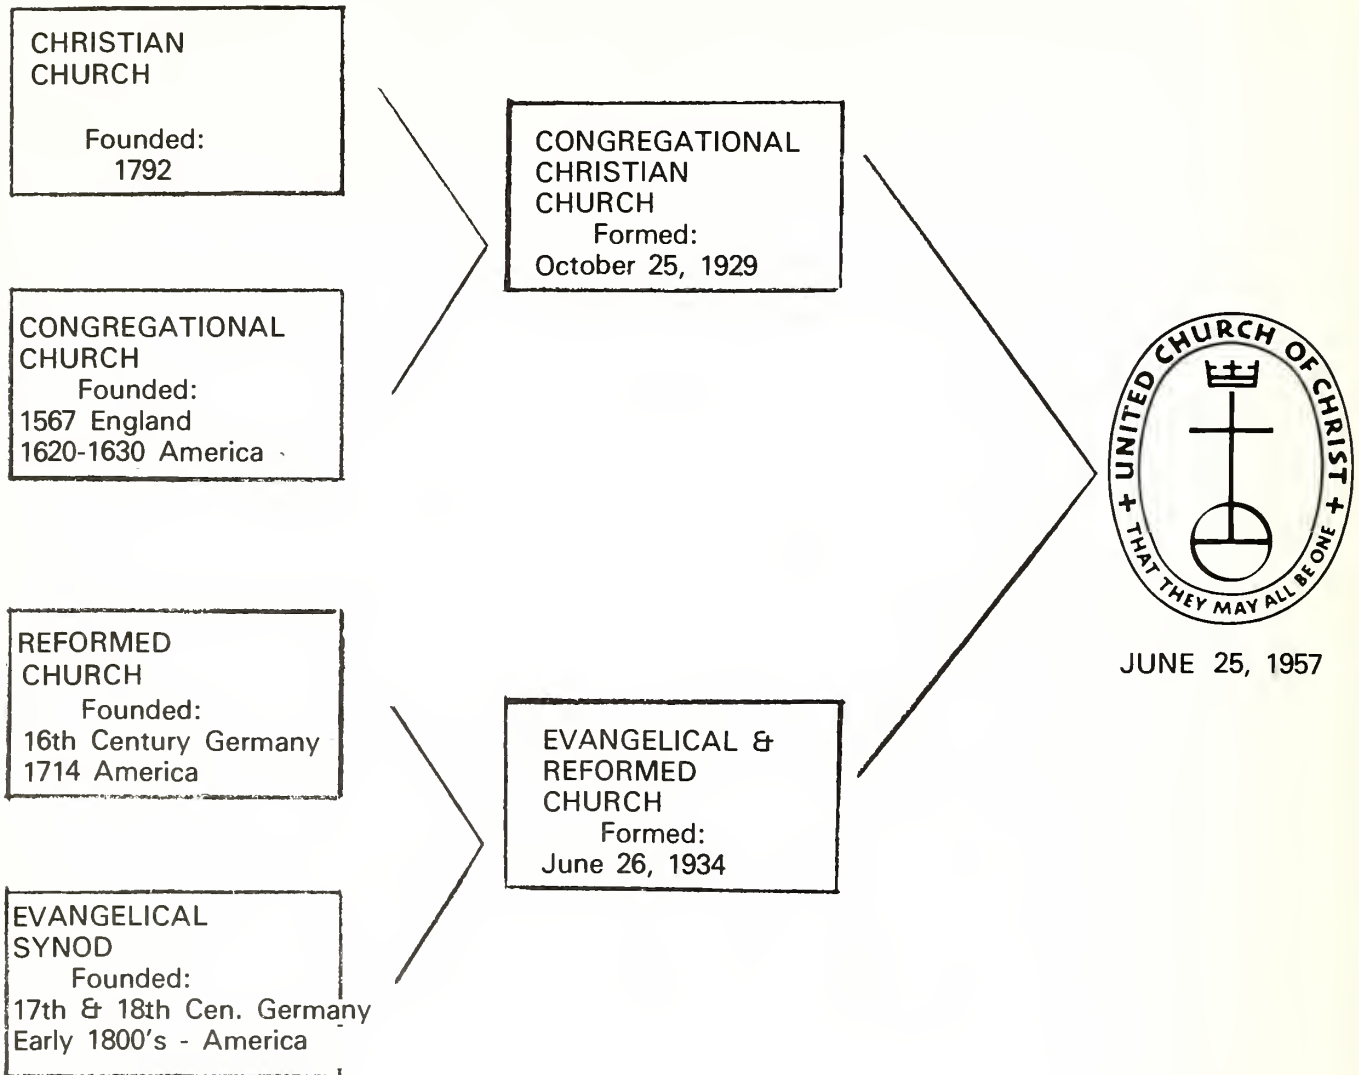 CHRISTIAN
CHURCH
Founded:
1792
CONGREGATIONAL
CHURCH
Founded:
1567 England
1620-1630 America
REFORMED
CHURCH
Founded:
16th Century Germany
1714 America
EVANGELICAL
SYNOD
Founded:
17th & 18th Cen. Germany
Early 1800's - America
CONGREGATIONAL
CHRISTIAN
CHURCH
Formed:
October 25, 1929
EVANGELICAL &
REFORMED
CHURCH
Formed:
June 26, 1934
UNITED CHURCH OF CHRIST
THAT THEY MAY ALL BE ONE
JUNE 25, 1957